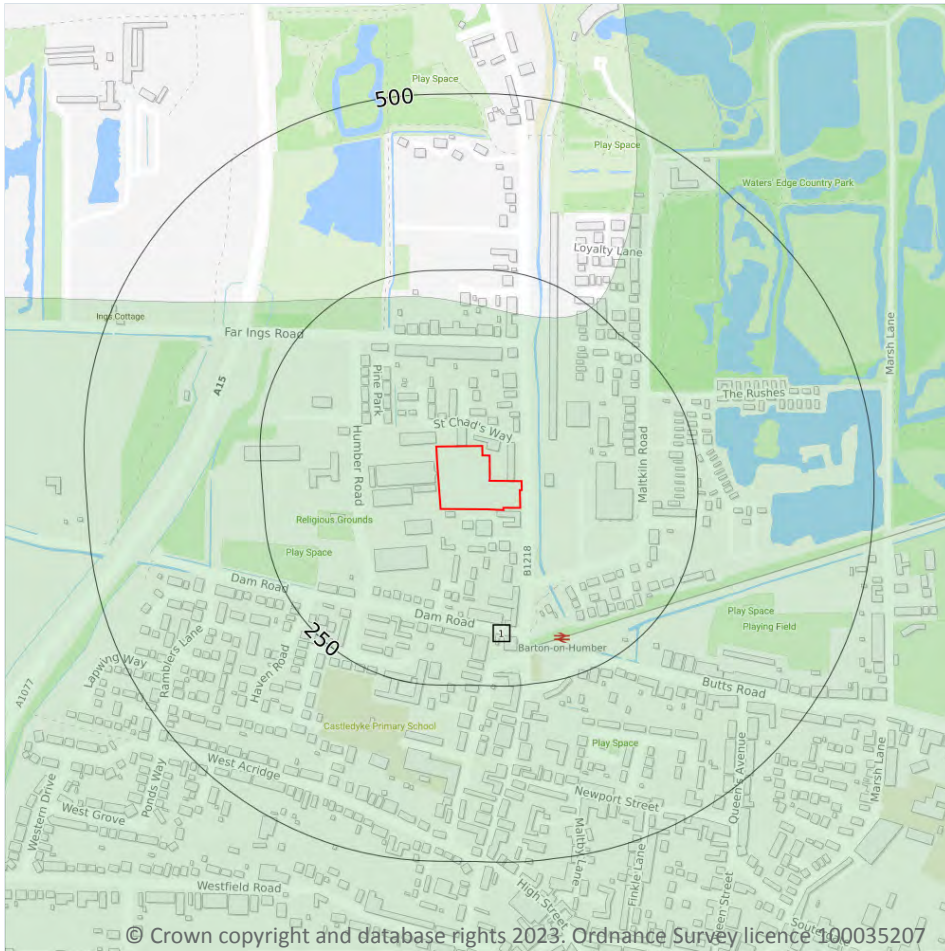 500
Play Space
Play Space
Waters' Edge Country Park
Loyalty Lane
Ings Cottage
Far Ings Road
Marsh Lane
A15
Pine Park
The Rushes
St Chad's Way
Humber Road
Maltkiln Road
Religious Grounds
B1218
Play Space
Dam Road
Dam Road
1
Play Space
Playing Field
Barton-on-Humber
250
Lapwing Way
Ramblers Lane
Haven Road
Butts Road
A1077
Castledyke Primary School
Play Space
West Acridge
Queen's Avenue
Marsh Lane
Newport Street
Western Drive
Ponds Way
West Grove
Maltby Lane
Finkle Lane
Westfield Road
High Street
Queen Street
© Crown copyright and database rights 2023. Ordnance Survey licence 100035207